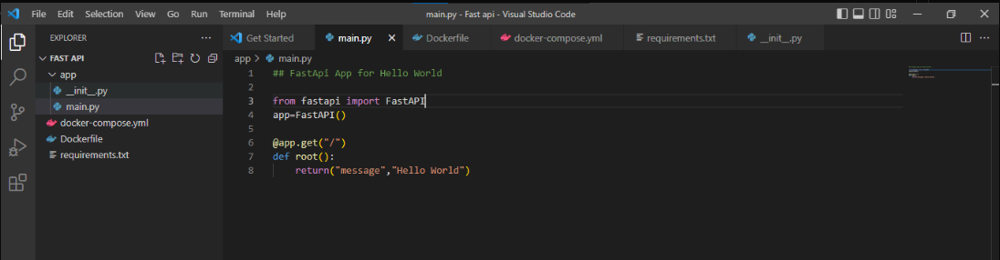 File Edit Selection View Go Run Terminal Help main.py - Fast api - Visual Studio Code
EXPLORER ···
Get Started main.py Dockerfile docker-compose.yml requirements.txt __init__.py ···
FAST API
app
__init__.py
main.py
docker-compose.yml
Dockerfile
requirements.txt
app > main.py
1 ## FastApi App for Hello World
2
3 from fastapi import FastAPI
4 app=FastAPI()
5
6 @app.get("/")
7 def root():
8 return("message","Hello World")